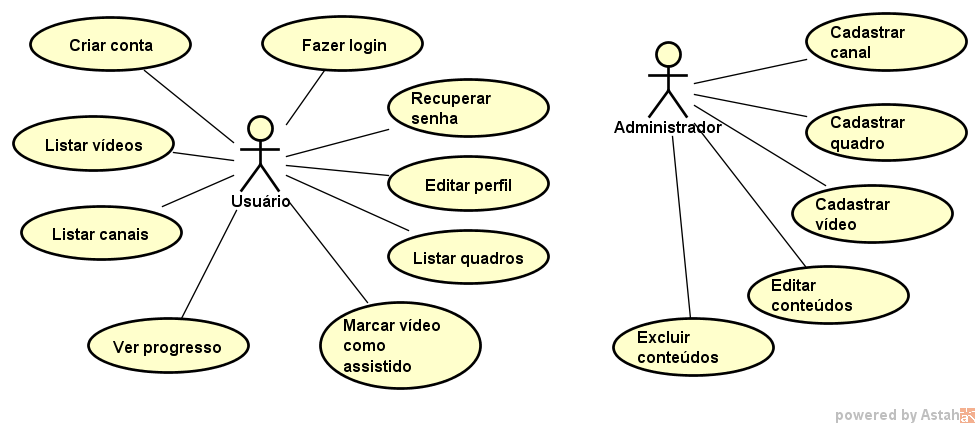 Criar conta
Fazer login
Recuperar
senha
Listar vídeos
Editar perfil
Usuário
Listar canais
Listar quadros
Ver progresso
Marcar vídeo
como
assistido
Cadastrar
canal
Administrador
Cadastrar
quadro
Cadastrar
vídeo
Editar
conteúdos
Excluir
conteúdos
powered by Astah